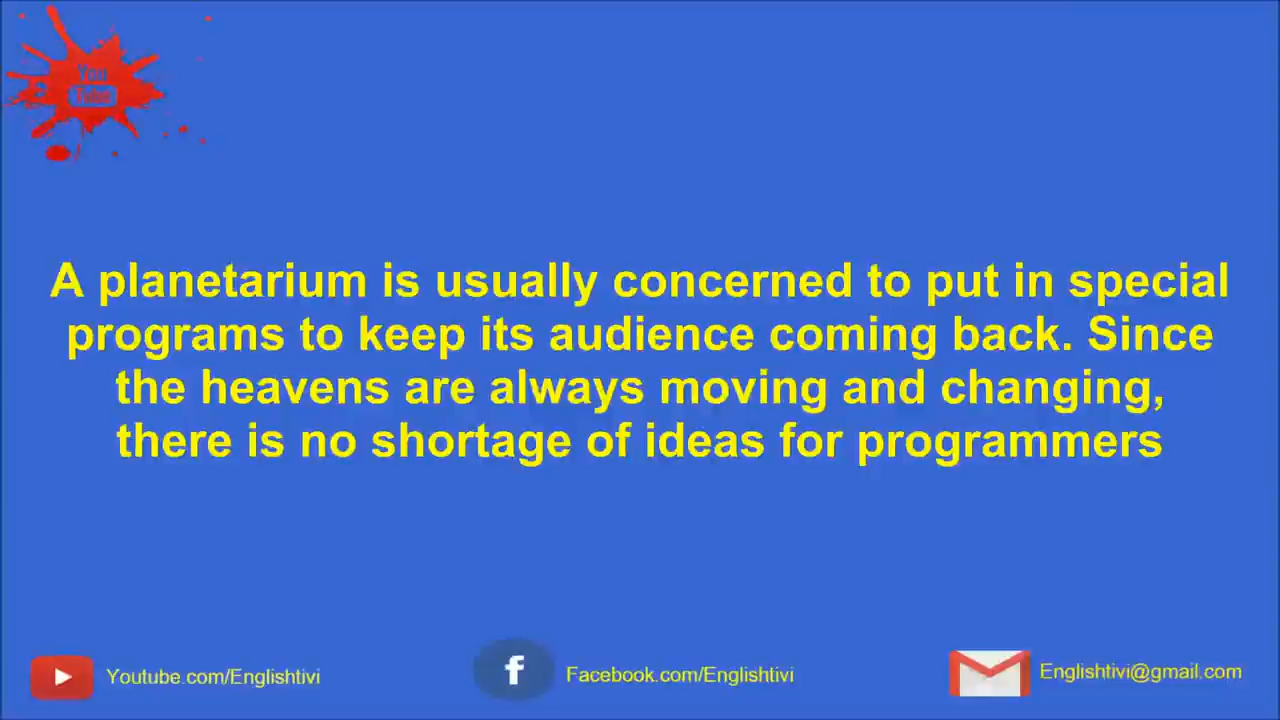 You
Tube
A planetarium is usually concerned to put in special
programs to keep its audience coming back. Since
the heavens are always moving and changing,
there is no shortage of ideas for programmers
Youtube.com/Englishtivi
f
Facebook.com/Englishtivi
Englishtivi@gmail.com